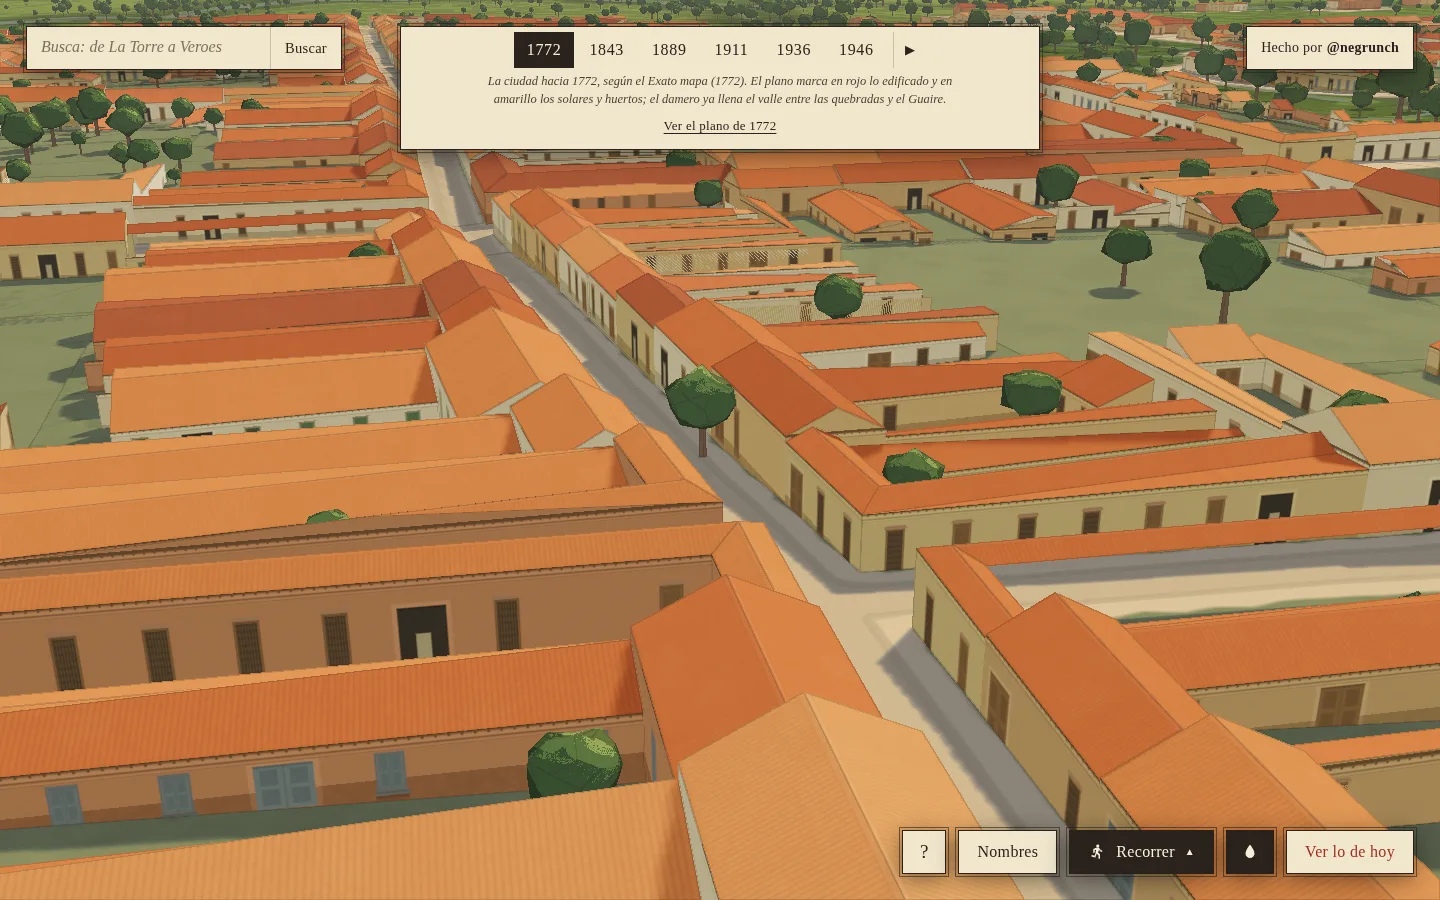 Busca: de La Torre a Veroes
Buscar
1772 1843 1889 1911 1936 1946 ▶
La ciudad hacia 1772, según el Exato mapa (1772). El plano marca en rojo lo edificado y en
amarillo los solares y huertos; el damero ya llena el valle entre las quebradas y el Guaire.
Ver el plano de 1772
Hecho por @negrunch
?
Nombres
Recorrer ▲
Ver lo de hoy